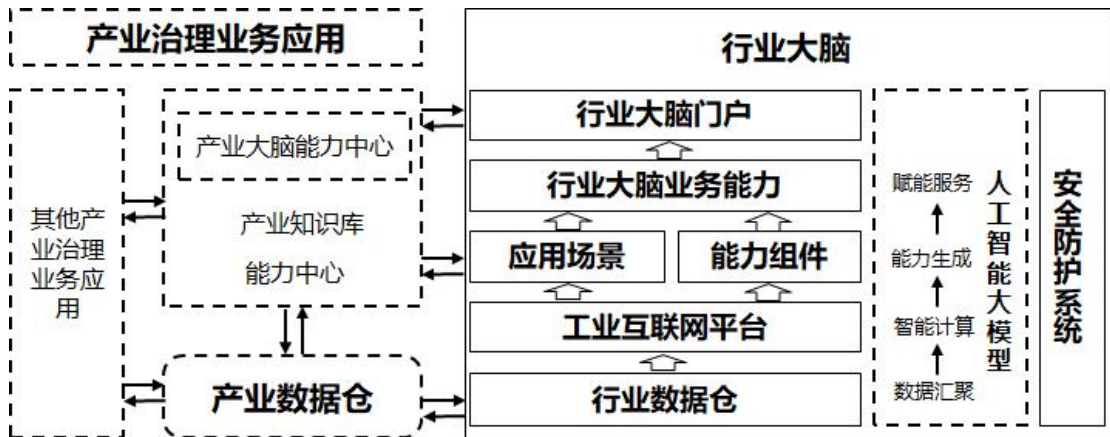 产业治理业务应用
其他产
业治理
业务应
用
产业大脑能力中心
产业知识库
能力中心
产业数据仓
行业大脑
行业大脑门户
行业大脑业务能力
应用场景
能力组件
工业互联网平台
行业数据仓
赋能服务
能力生成
智能计算
数据汇聚
人工智能大模型
安全防护系统